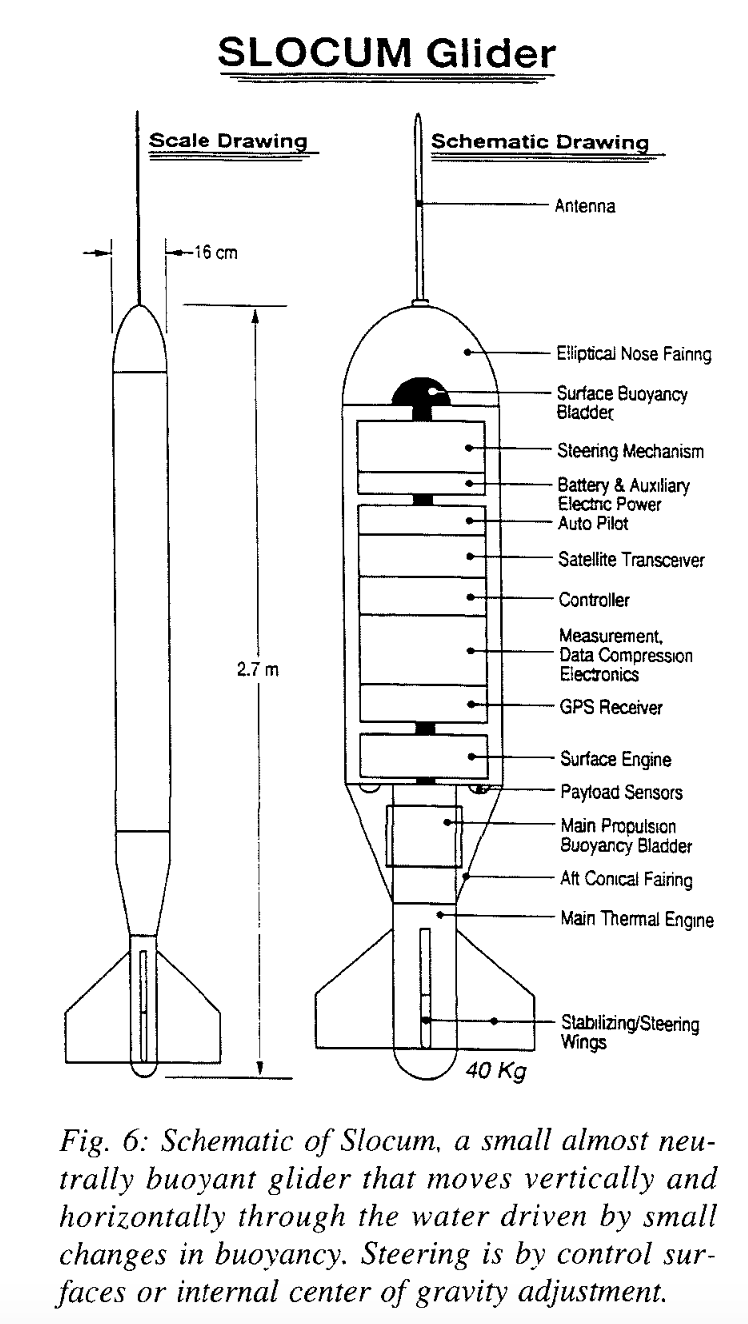 SLOCUM Glider
Scale Drawing
16 cm
2.7 m
Schematic Drawing
Antenna
Elliptical Nose Fairing
Surface Buoyancy
Bladder
Steering Mechanism
Battery & Auxiliary
Electric Power
Auto Pilot
Satellite Transceiver
Controller
Measurement,
Data Compression
Electronics
GPS Receiver
Surface Engine
Payload Sensors
Main Propulsion
Buoyancy Bladder
Aft Conical Fairing
Main Thermal Engine
Stabilizing/Steering
Wings
40 Kg
Fig. 6: Schematic of Slocum, a small almost neu-
trally buoyant glider that moves vertically and
horizontally through the water driven by small
changes in buoyancy. Steering is by control sur-
faces or internal center of gravity adjustment.